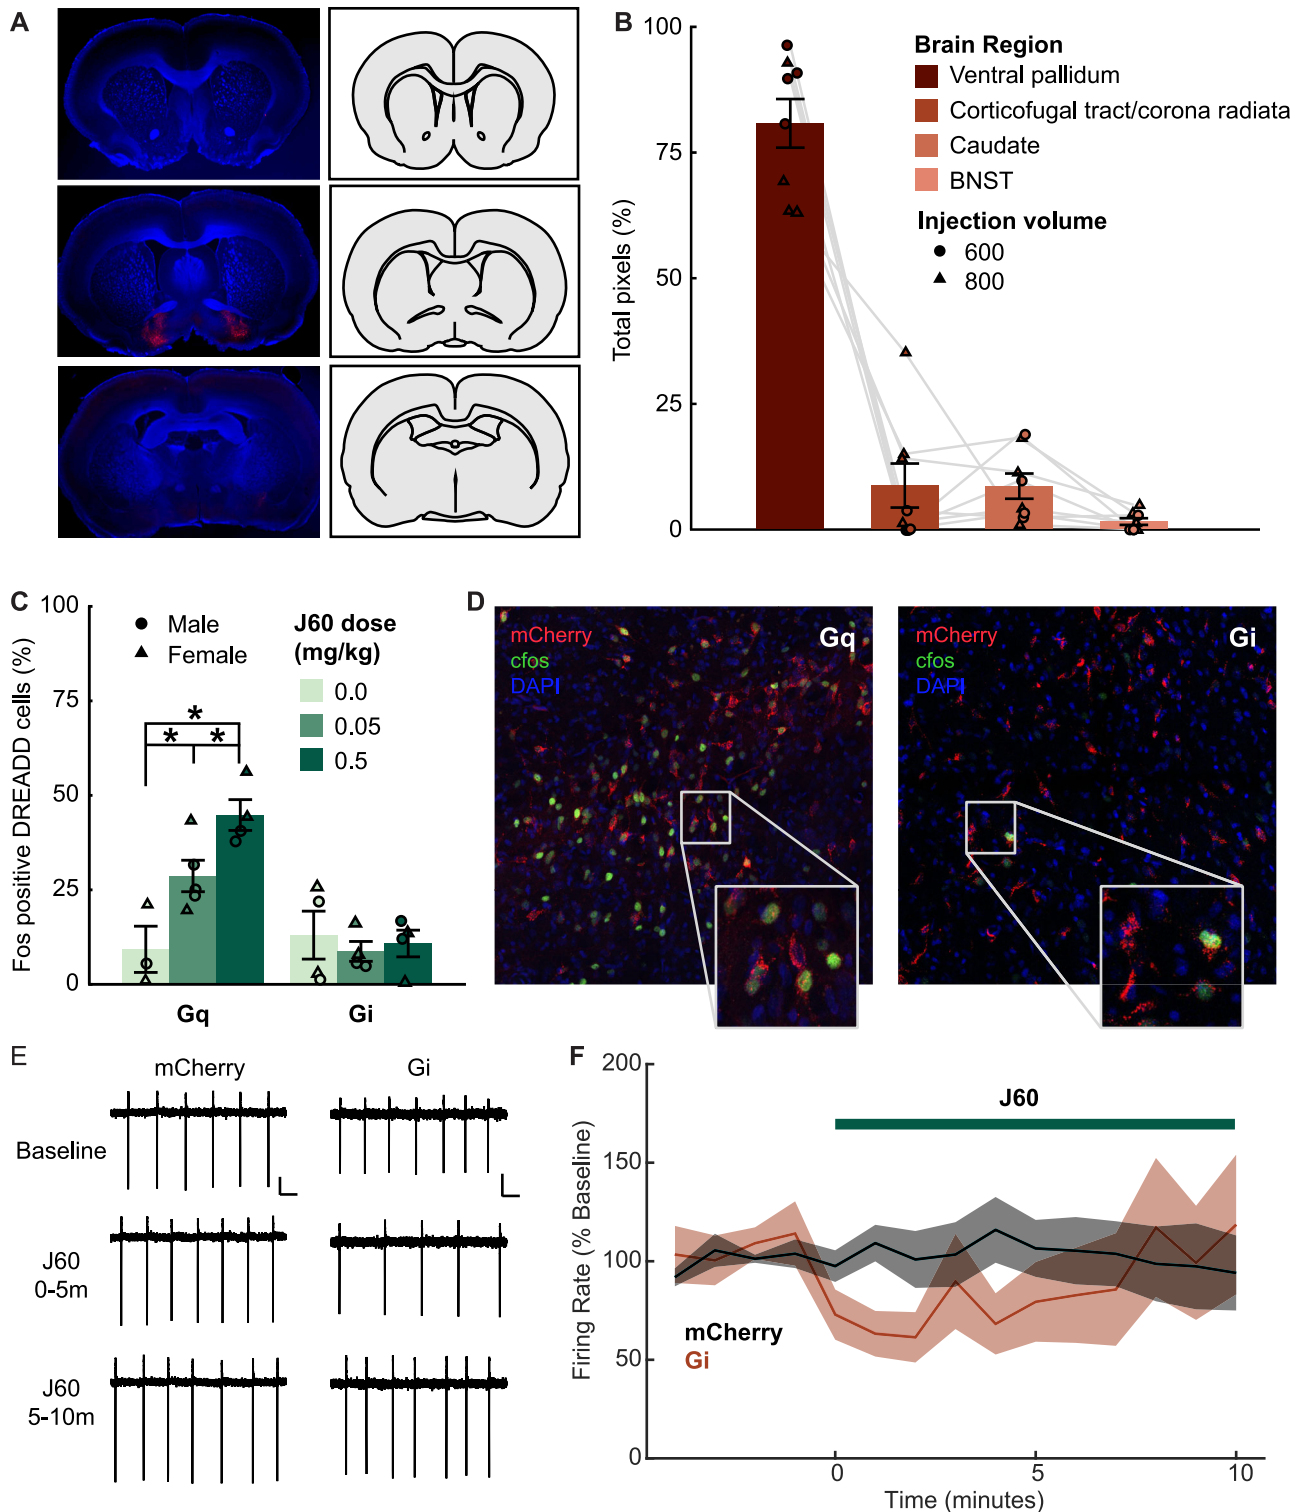 A
B
100
75
50
25
0
Total pixels (%)
Brain Region
Ventral pallidum
Corticofugal tract/corona radiata
Caudate
BNST
Injection volume
600
800
C
100
75
50
25
0
Fos positive DREADD cells (%)
Male
Female
J60 dose
(mg/kg)
0.0
0.05
0.5
*
* *
Gq
Gi
D
mCherry
cfos
DAPI
Gq
mCherry
cfos
DAPI
Gi
E
mCherry
Gi
Baseline
J60
0-5m
J60
5-10m
F
200
150
100
50
0
Firing Rate (% Baseline)
J60
mCherry
Gi
0
5
10
Time (minutes)